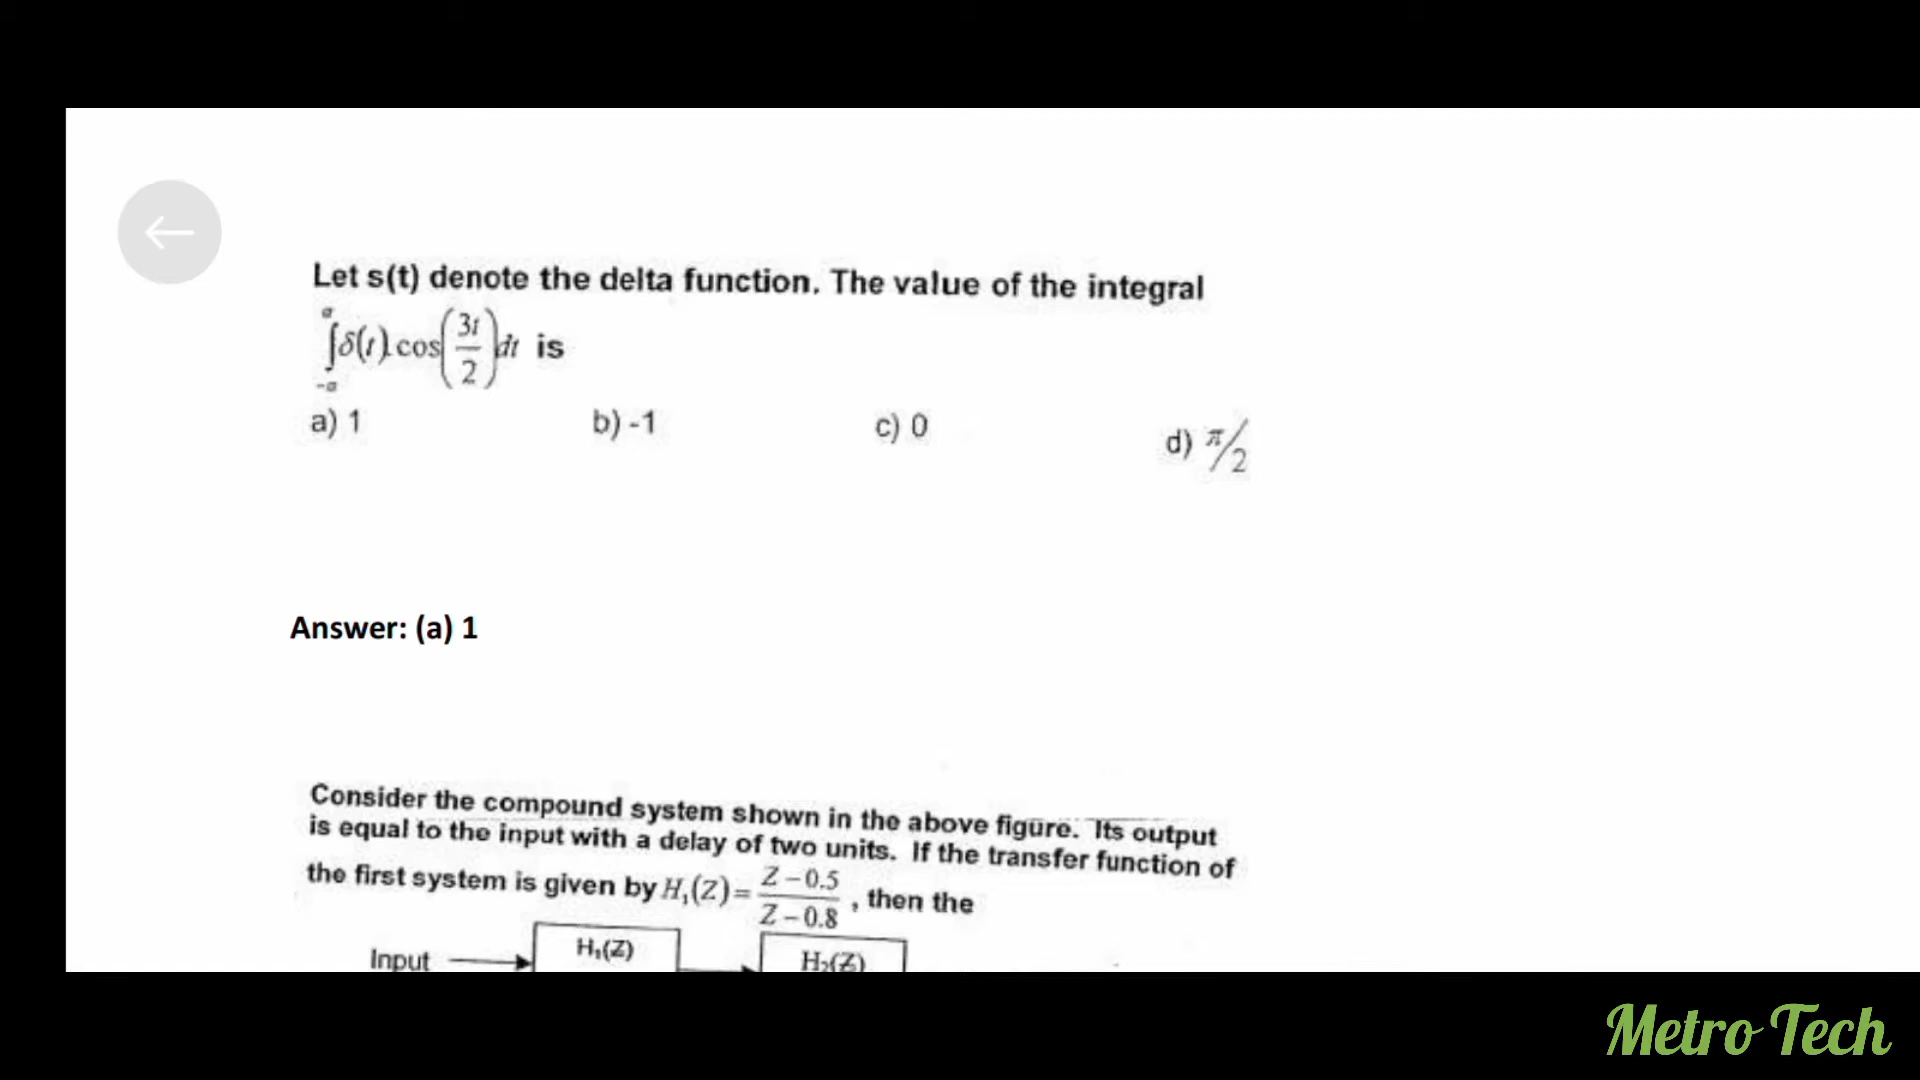 Let s(t) denote the delta function. The value of the integral
∫_{-α}^{α} δ(t).cos(3t/2)dt is
a) 1 b) -1 c) 0 d) π/2
Answer: (a) 1
Consider the compound system shown in the above figure. Its output
is equal to the input with a delay of two units. If the transfer function of
the first system is given by H₁(Z)= Z-0.5/Z-0.8 , then the
Input H₁(Z) H₂(Z)
Metro Tech